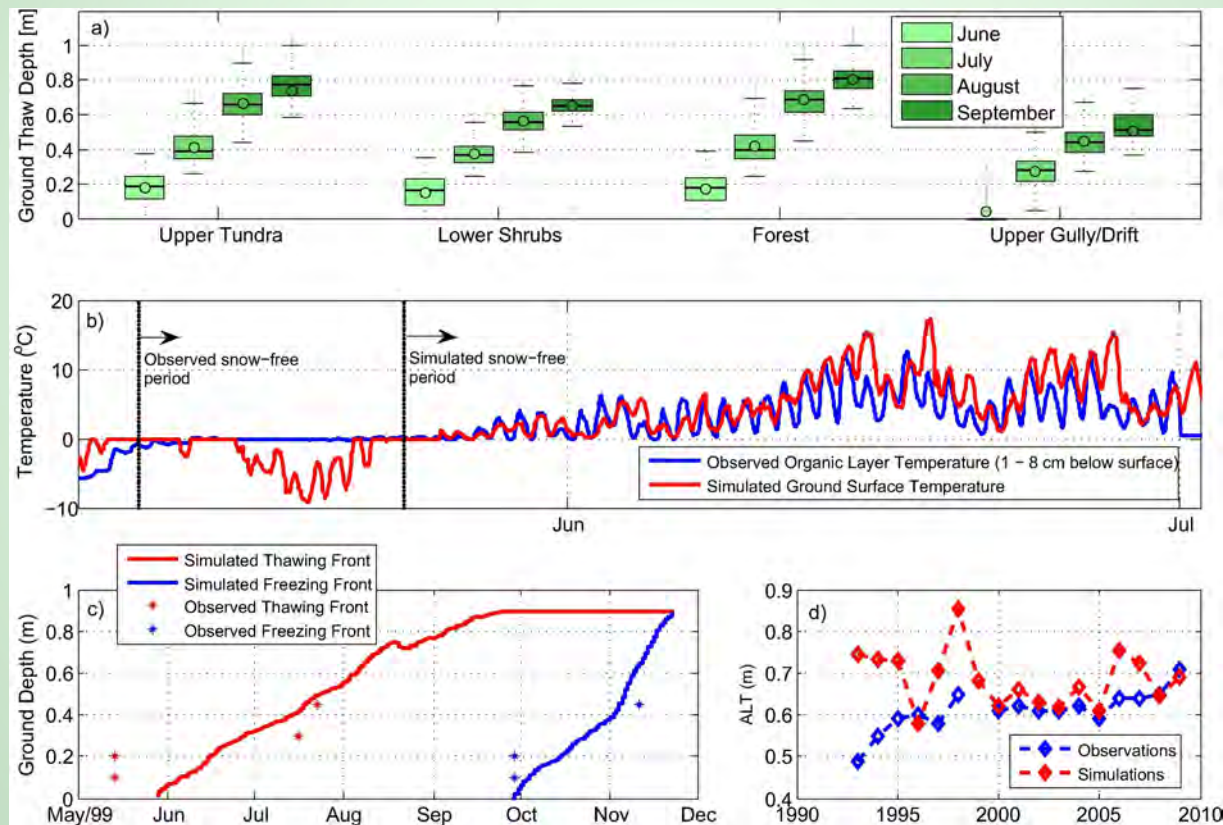 a)
Ground Thaw Depth [m]
1
0.8
0.6
0.4
0.2
0
June
July
August
September
Upper Tundra
Lower Shrubs
Forest
Upper Gully/Drift
b)
Temperature (⁰C)
20
10
0
−10
Observed snow−free
period
Simulated snow−free
period
Observed Organic Layer Temperature (1 − 8 cm below surface)
Simulated Ground Surface Temperature
Jun
Jul
Simulated Thawing Front
Simulated Freezing Front
Observed Thawing Front
Observed Freezing Front
c)
Ground Depth (m)
1
0.8
0.6
0.4
0.2
0
May/99
Jun
Jul
Aug
Sep
Oct
Nov
Dec
d)
ALT (m)
0.9
0.8
0.7
0.6
0.5
0.4
Observations
Simulations
1990
1995
2000
2005
2010